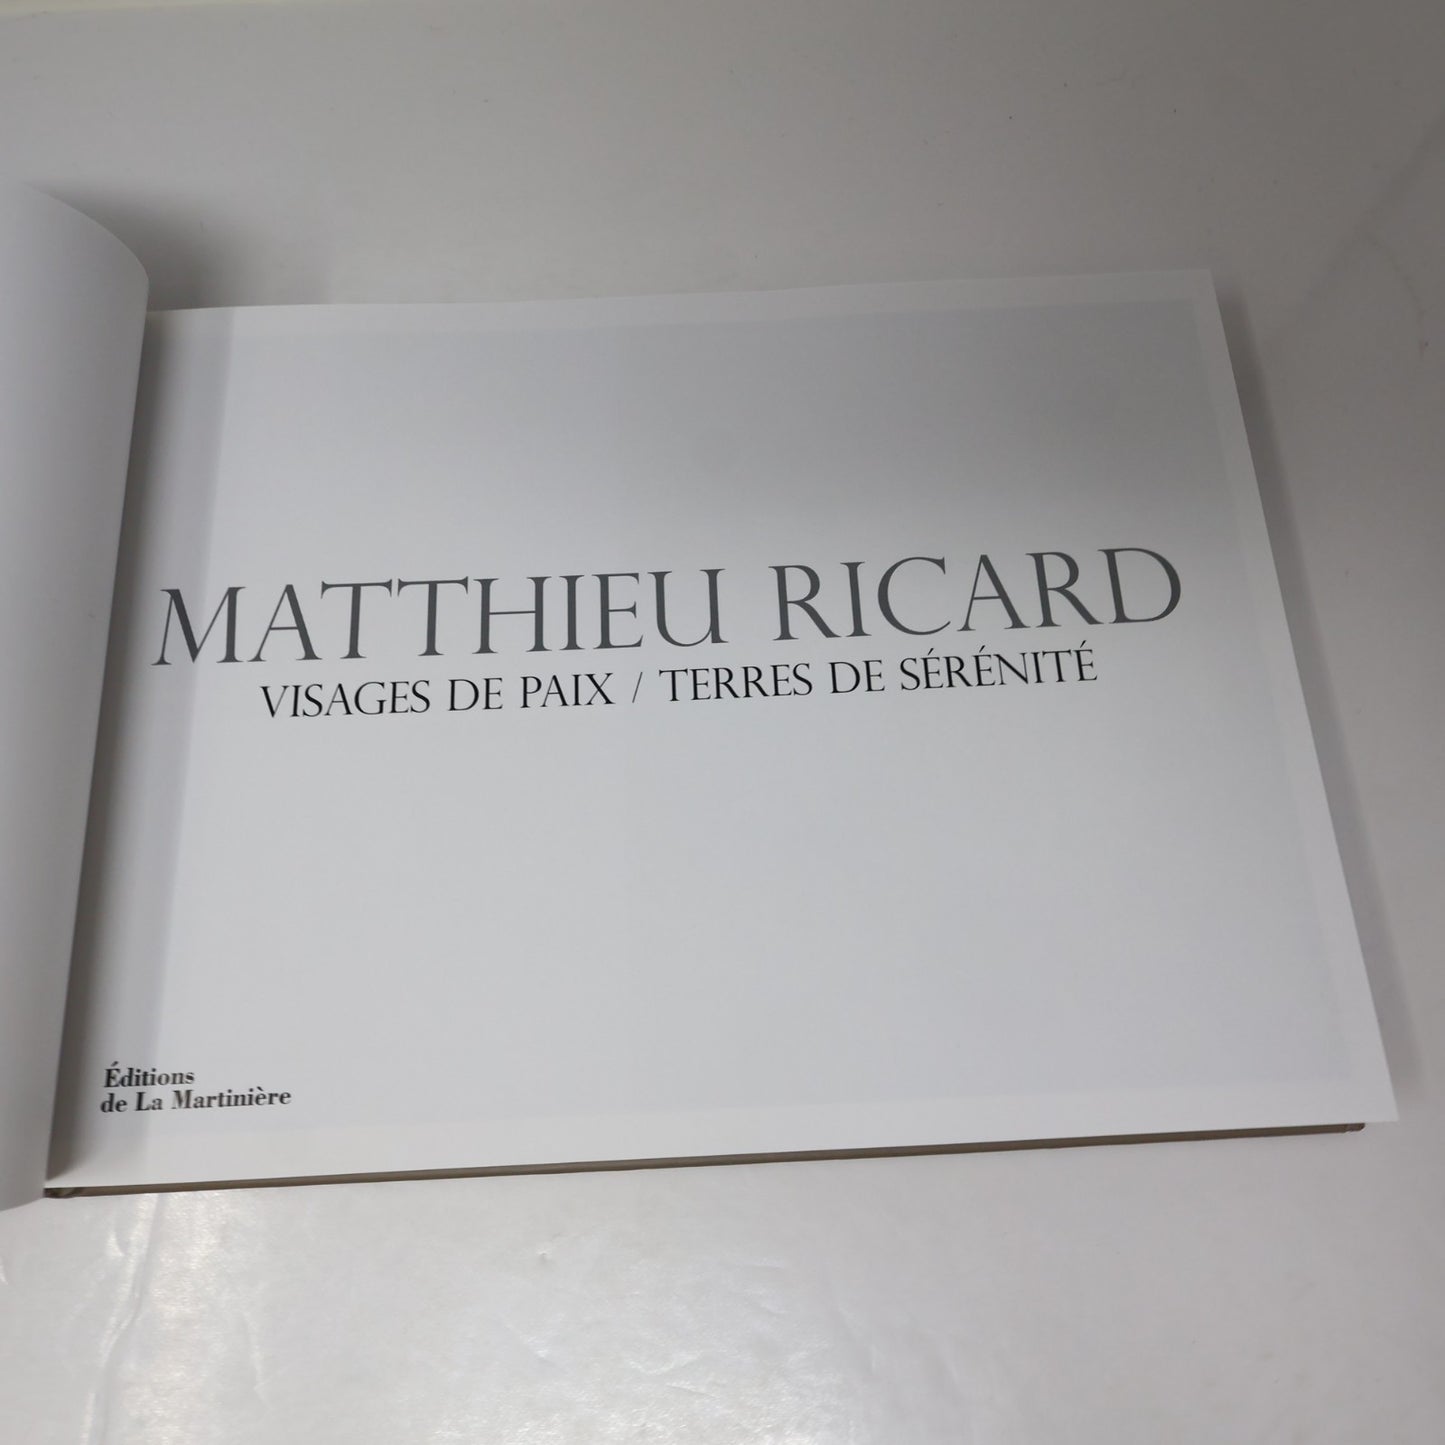 MATTHIEU RICARD
VISAGES DE PAIX / TERRES DE SÉRÉNITÉ
Éditions
de La Martinière